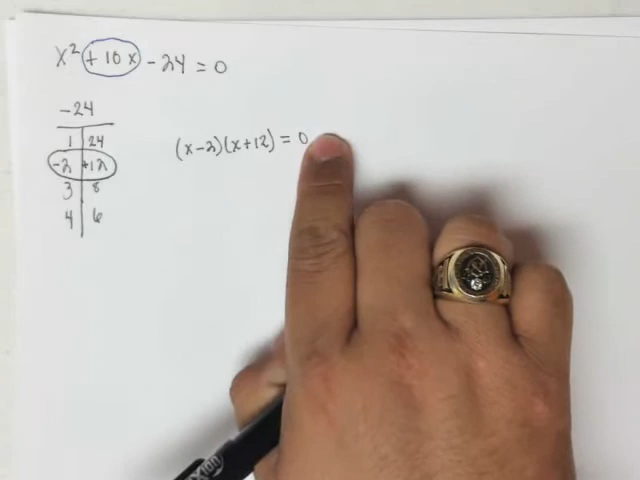 x² + 10x - 24 = 0
-24
1 | 24
-2 | +12
3 | 8
4 | 6
(x-2)(x+12) = 0